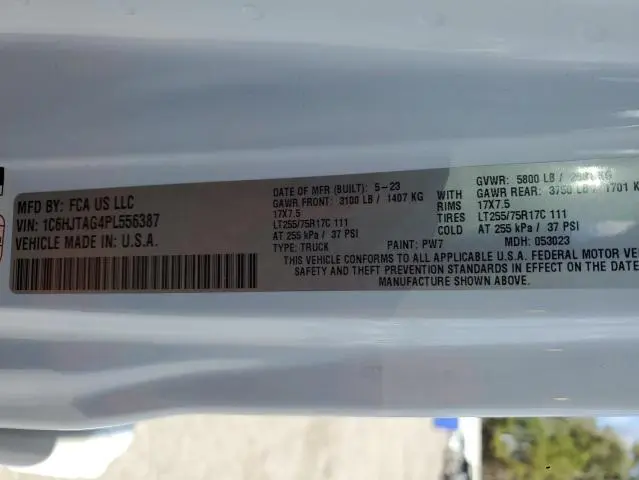 MFD BY: FCA US LLC
VIN: 1C6HJTAG4PL556387
VEHICLE MADE IN: U.S.A.
DATE OF MFR (BUILT): 5-23
GAWR FRONT: 3100 LB / 1407 KG
17X7.5
LT255/75R17C 111
AT 255 kPa / 37 PSI
TYPE: TRUCK
WITH
RIMS
TIRES
COLD
GVWR: 5800 LB / KG
GAWR REAR: 3750 LB / 1701 K
17X7.5
LT255/75R17C 111
AT 255 kPa / 37 PSI
PAINT: PW7
MDH: 053023
THIS VEHICLE CONFORMS TO ALL APPLICABLE U.S.A. FEDERAL MOTOR VE
SAFETY AND THEFT PREVENTION STANDARDS IN EFFECT ON THE DATE
MANUFACTURE SHOWN ABOVE.